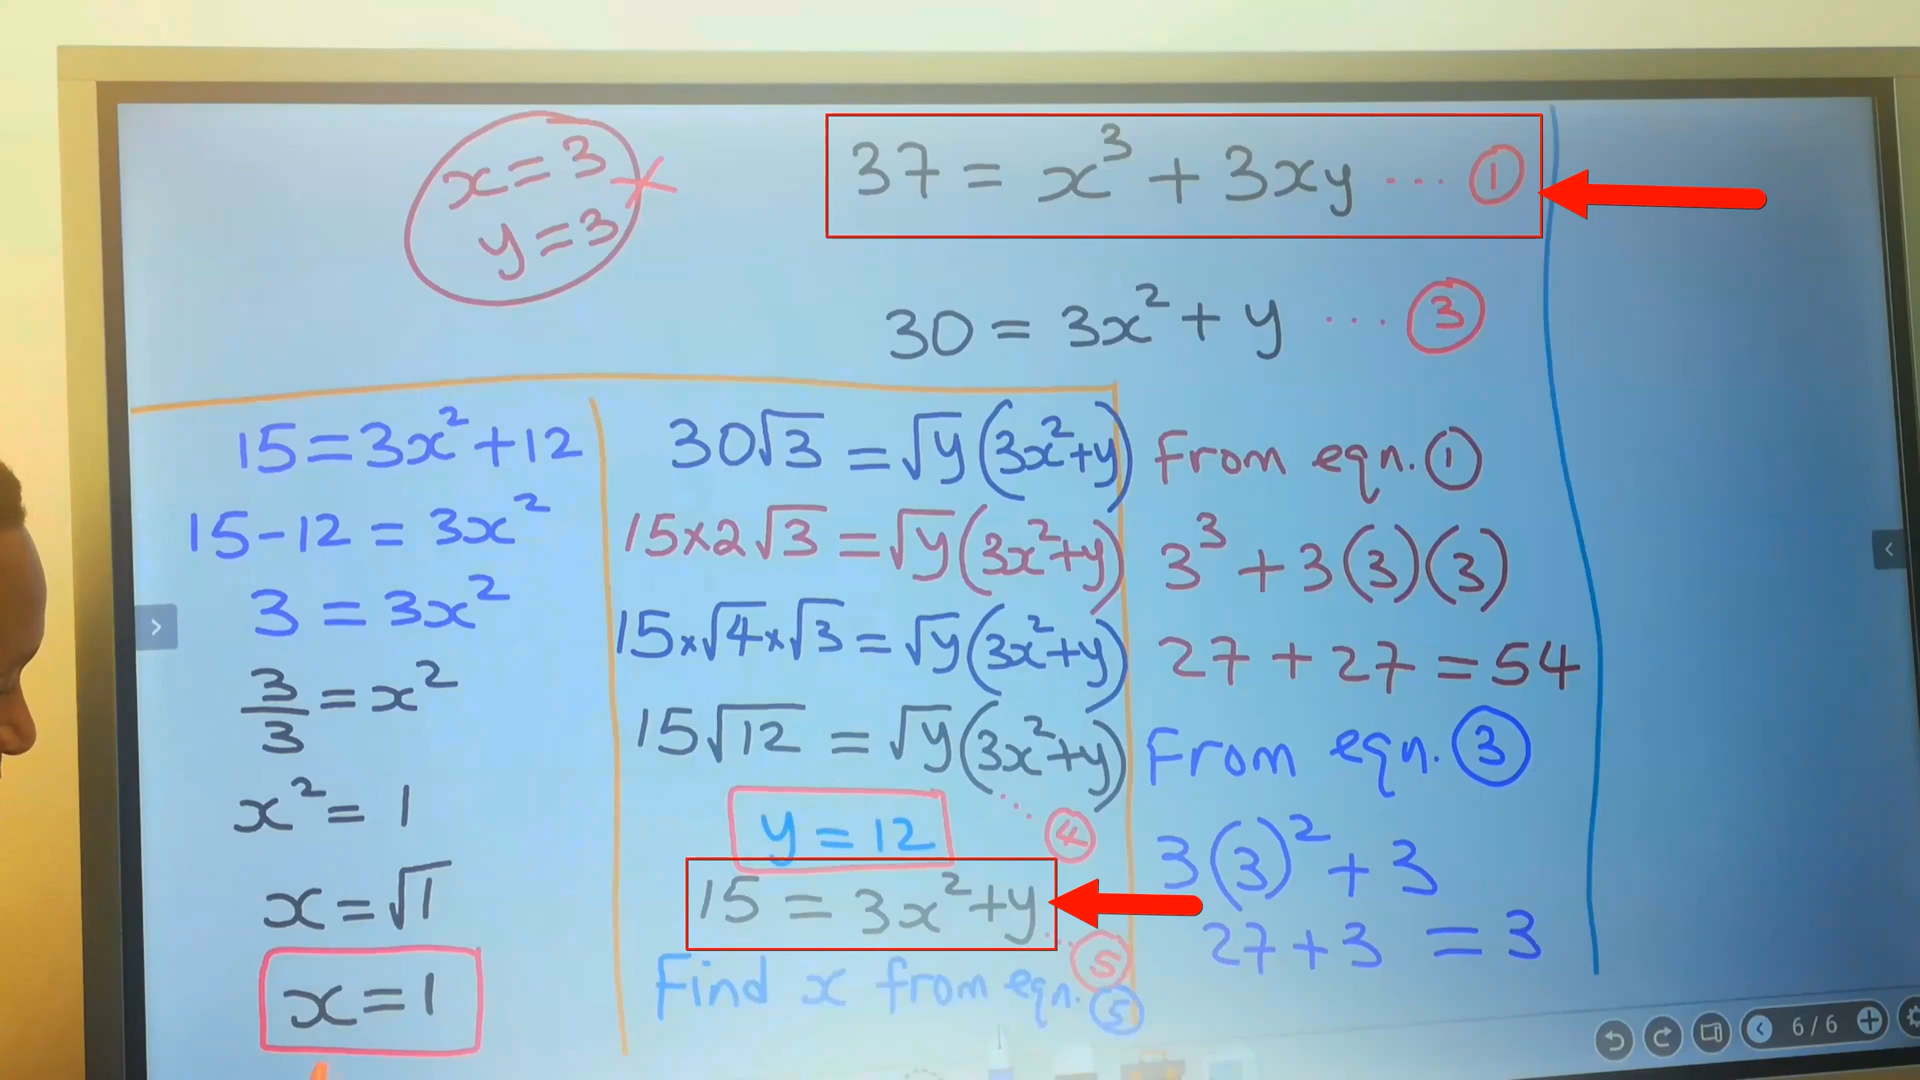 x=3
y=3
37 = x³ + 3xy ... ①
30 = 3x² + y ... ③
15=3x²+12
15-12 = 3x²
3 = 3x²
3/3 = x²
x² = 1
x = √1
x = 1
30√3 = √y(3x²+y)
15×2√3 = √y(3x²+y)
15×√4×√3 = √y(3x²+y)
15√12 = √y(3x²+y)
... ④
y = 12
15 = 3x²+y
... ⑤
Find x from eqn. ⑤
From eqn. ①
3³ + 3(3)(3)
27 + 27 = 54
From eqn. ③
3(3)² + 3
27 + 3 = 3
6 / 6